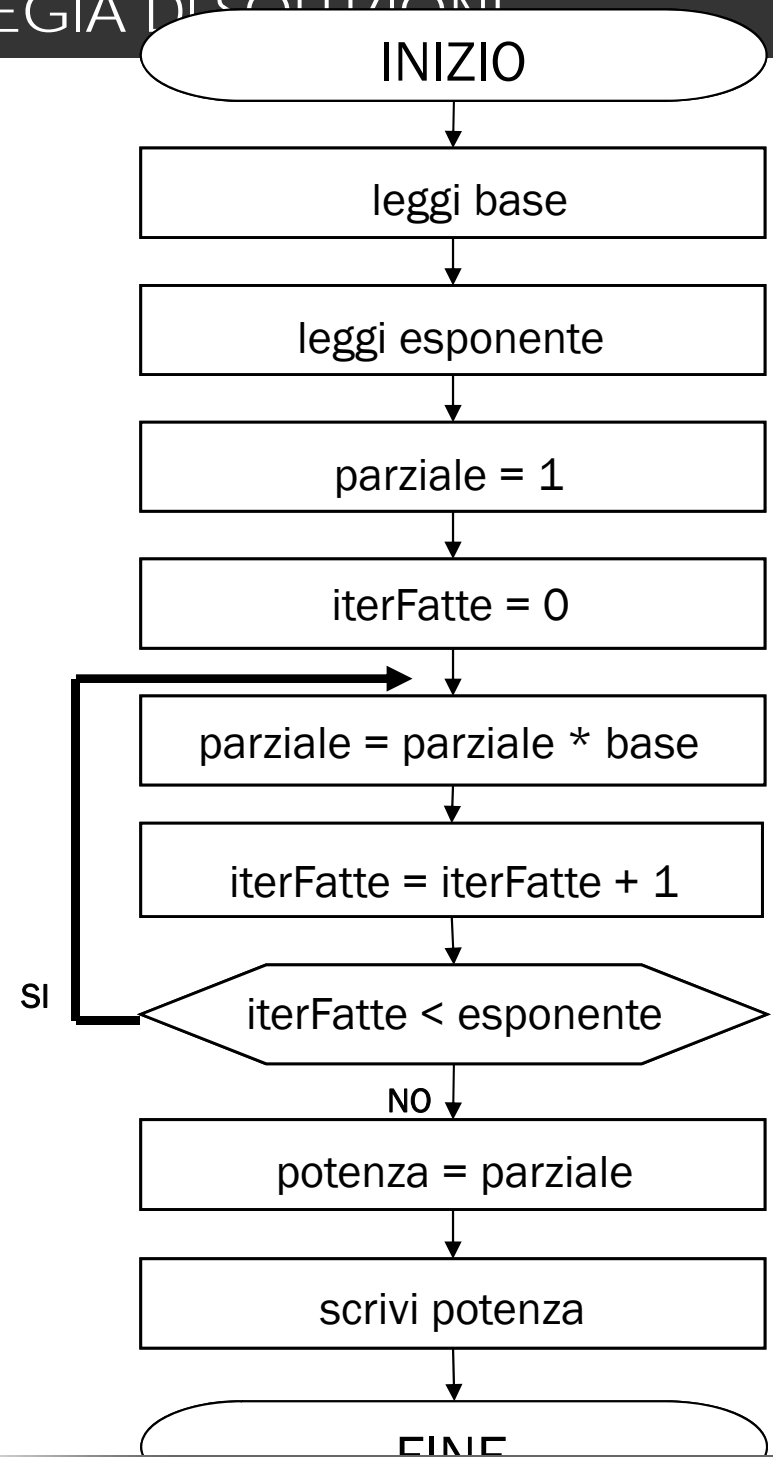 INIZIO
leggi base
leggi esponente
parziale = 1
iterFatte = 0
parziale = parziale * base
iterFatte = iterFatte + 1
SI
iterFatte < esponente
NO
potenza = parziale
scrivi potenza
FINE